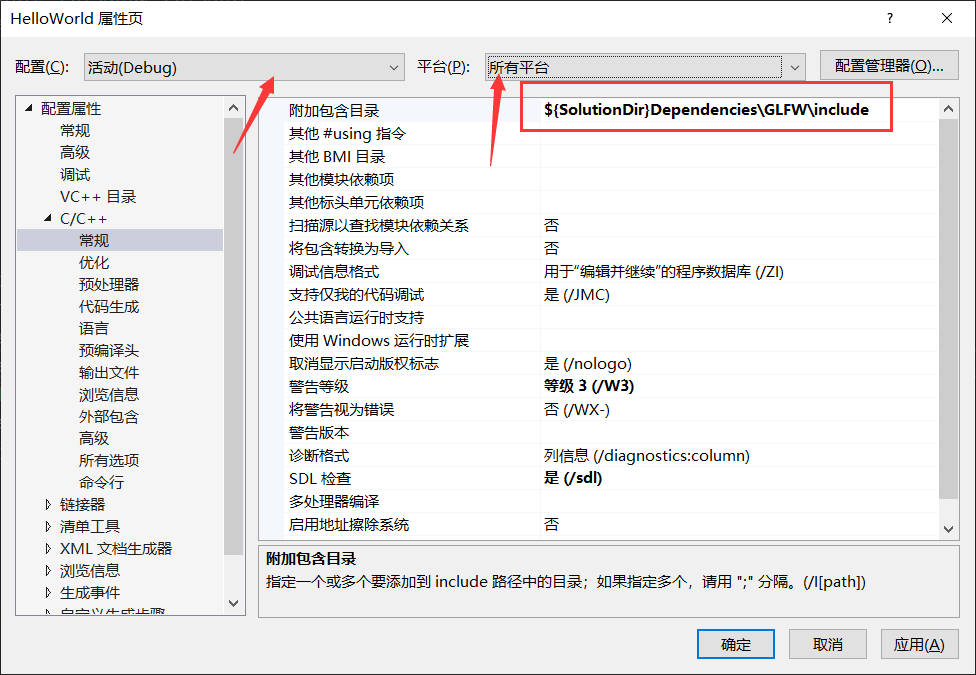 HelloWorld 属性页
?
配置(C):
活动(Debug)
平台(P):
所有平台
配置管理器(O)...
配置属性
常规
高级
调试
VC++ 目录
C/C++
常规
优化
预处理器
代码生成
语言
预编译头
输出文件
浏览信息
外部包含
高级
所有选项
命令行
链接器
清单工具
XML 文档生成器
浏览信息
生成事件
自定义生成步骤
附加包含目录 ${SolutionDir}Dependencies\GLFW\include
其他 #using 指令
其他 BMI 目录
其他模块依赖项
其他标头单元依赖项
扫描源以查找模块依赖关系 否
将包含转换为导入 否
调试信息格式 用于“编辑并继续”的程序数据库 (/ZI)
支持仅我的代码调试 是 (/JMC)
公共语言运行时支持
使用 Windows 运行时扩展
取消显示启动版权标志 是 (/nologo)
警告等级 等级 3 (/W3)
将警告视为错误 否 (/WX-)
警告版本
诊断格式 列信息 (/diagnostics:column)
SDL 检查 是 (/sdl)
多处理器编译
启用地址擦除系统 否
附加包含目录
指定一个或多个要添加到 include 路径中的目录；如果指定多个，请用 ";" 分隔。(/I[path])
确定
取消
应用(A)